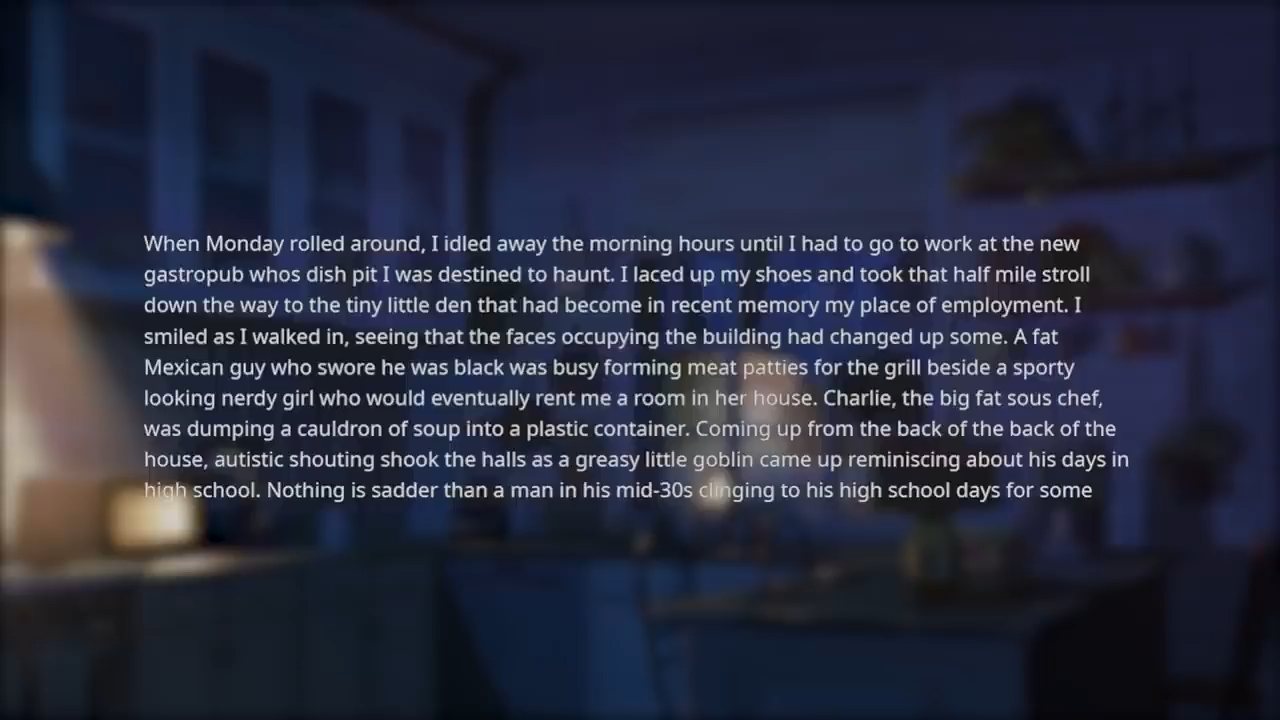 When Monday rolled around, I idled away the morning hours until I had to go to work at the new
gastropub whos dish pit I was destined to haunt. I laced up my shoes and took that half mile stroll
down the way to the tiny little den that had become in recent memory my place of employment. I
smiled as I walked in, seeing that the faces occupying the building had changed up some. A fat
Mexican guy who swore he was black was busy forming meat patties for the grill beside a sporty
looking nerdy girl who would eventually rent me a room in her house. Charlie, the big fat sous chef,
was dumping a cauldron of soup into a plastic container. Coming up from the back of the back of the
house, autistic shouting shook the halls as a greasy little goblin came up reminiscing about his days in
high school. Nothing is sadder than a man in his mid-30s clinging to his high school days for some